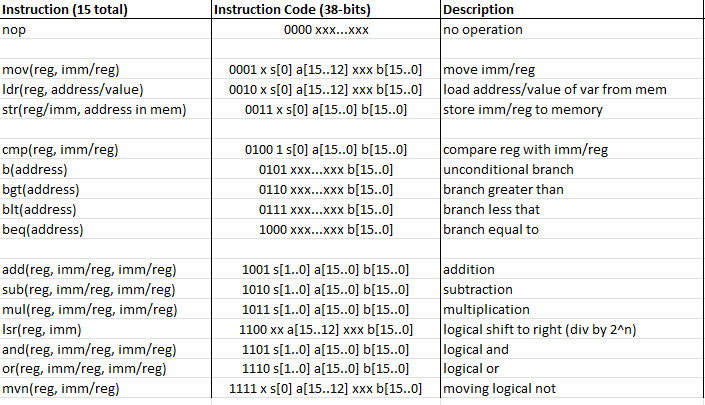 Instruction (15 total) Instruction Code (38-bits) Description
nop 0000 xxx...xxx no operation
mov(reg, imm/reg) 0001 x s[0] a[15..12] xxx b[15..0] move imm/reg
ldr(reg, address/value) 0010 x s[0] a[15..12] xxx b[15..0] load address/value of var from mem
str(reg/imm, address in mem) 0011 x s[0] a[15..0] b[15..0] store imm/reg to memory
cmp(reg, imm/reg) 0100 1 s[0] a[15..0] b[15..0] compare reg with imm/reg
b(address) 0101 xxx...xxx b[15..0] unconditional branch
bgt(address) 0110 xxx...xxx b[15..0] branch greater than
blt(address) 0111 xxx...xxx b[15..0] branch less that
beq(address) 1000 xxx...xxx b[15..0] branch equal to
add(reg, imm/reg, imm/reg) 1001 s[1..0] a[15..0] b[15..0] addition
sub(reg, imm/reg, imm/reg) 1010 s[1..0] a[15..0] b[15..0] subtraction
mul(reg, imm/reg, imm/reg) 1011 s[1..0] a[15..0] b[15..0] multiplication
lsr(reg, imm) 1100 xx a[15..12] xxx b[15..0] logical shift to right (div by 2^n)
and(reg, imm/reg, imm/reg) 1101 s[1..0] a[15..0] b[15..0] logical and
or(reg, imm/reg, imm/reg) 1110 s[1..0] a[15..0] b[15..0] logical or
mvn(reg, imm/reg) 1111 x s[0] a[15..12] xxx b[15..0] moving logical not